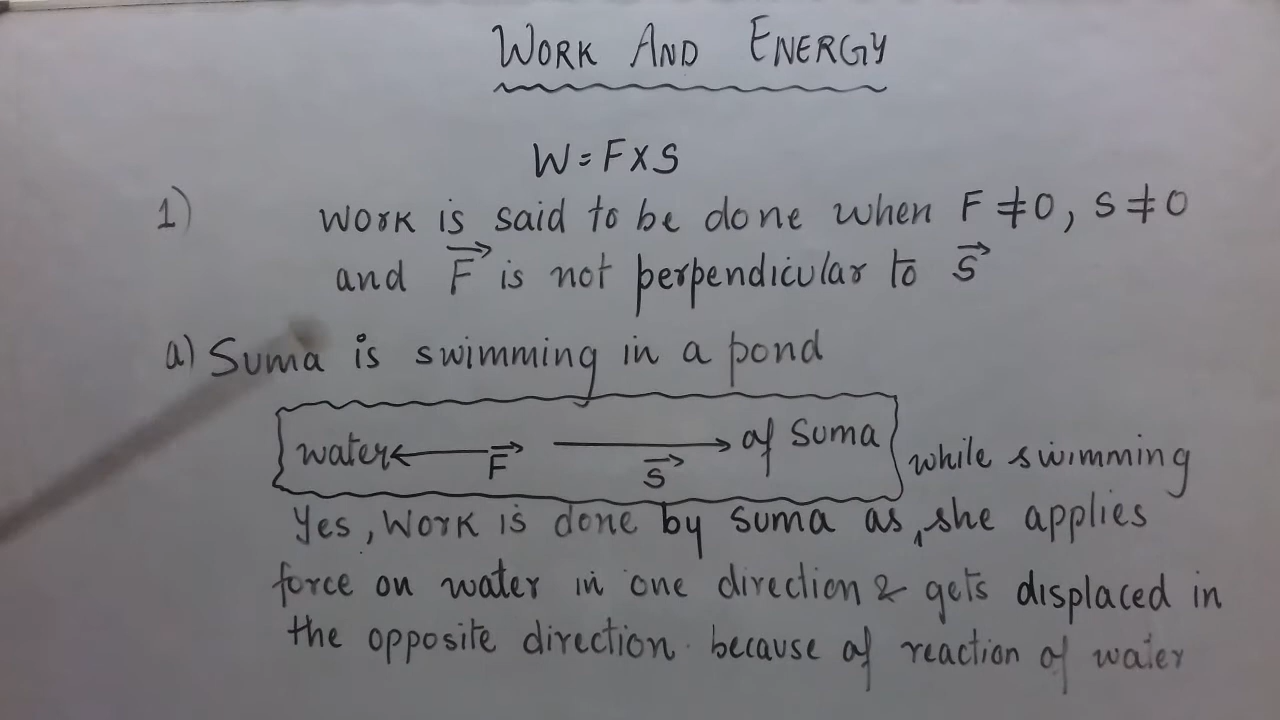 WORK AND ENERGY
W = F X S
1) Work is said to be done when F ≠ 0, S ≠ 0
and F⃗ is not perpendicular to S⃗
a) Suma is swimming in a pond
water ← F⃗ → S⃗ of Suma while swimming
Yes, Work is done by Suma as, she applies
force on water in one direction & gets displaced in
the opposite direction. because of reaction of water